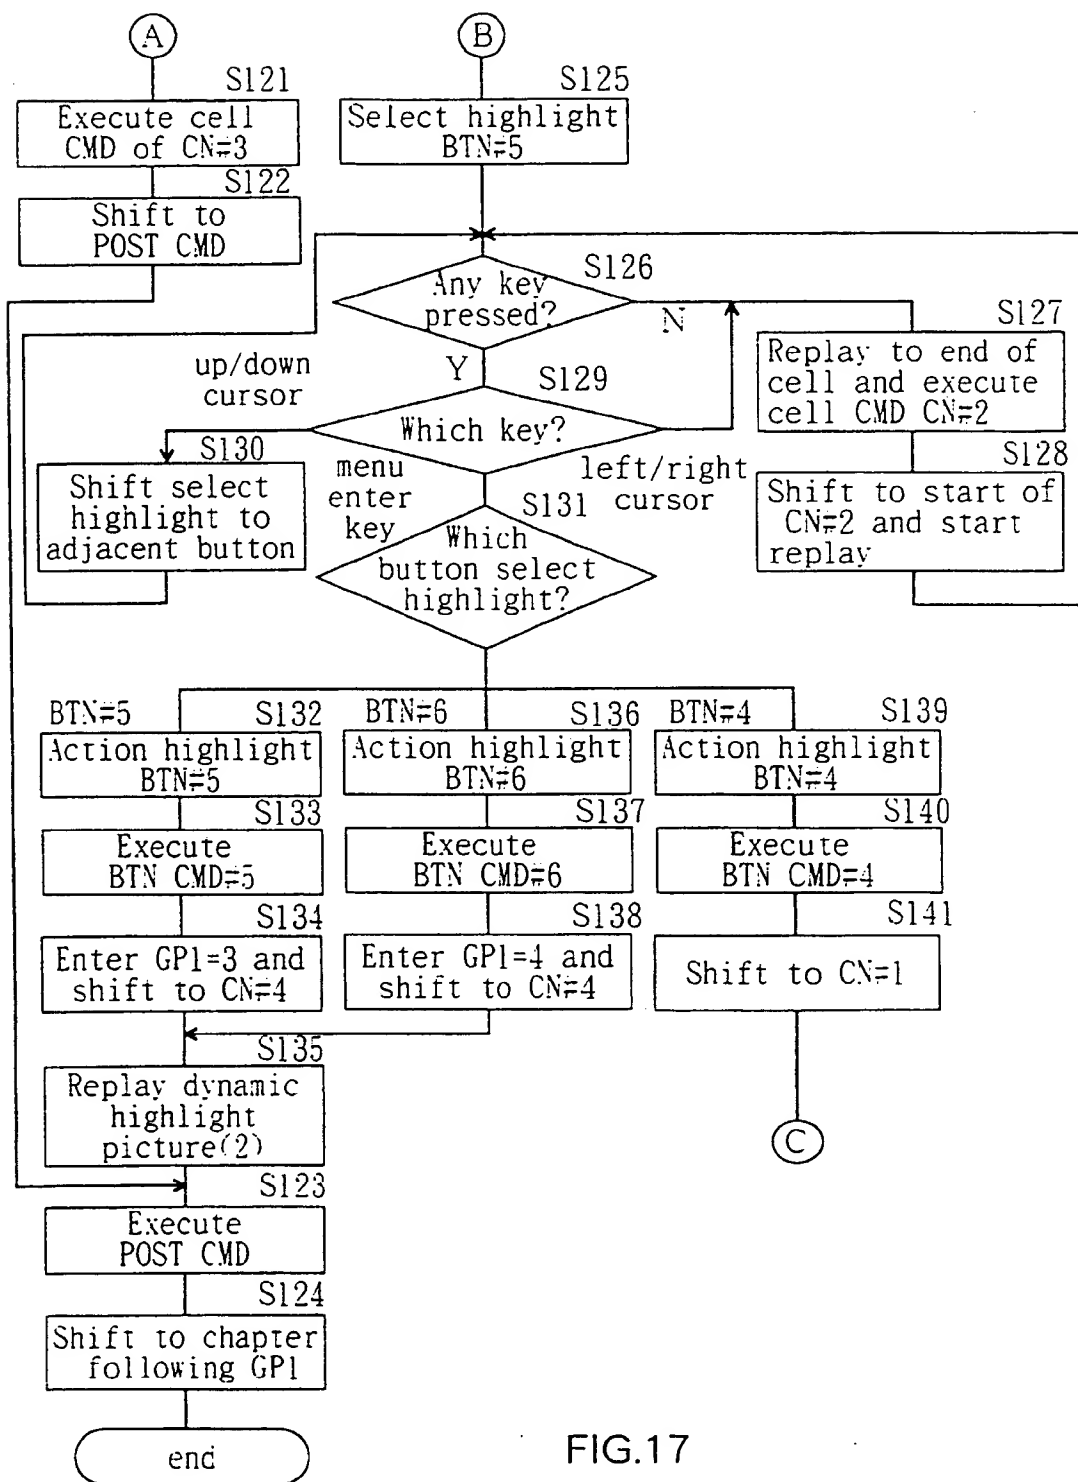 A
S121
Execute cell
CMD of CN#3
S122
Shift to
POST CMD
B
S125
Select highlight
BTN#5
S126
Any key
pressed?
N
Y
S127
Replay to end of
cell and execute
cell CMD CN#2
S128
Shift to start of
CN#2 and start
replay
up/down
cursor
S129
Which key?
S130
Shift select
highlight to
adjacent button
menu
enter
key
left/right
cursor
S131
Which
button select
highlight?
BTN#5
S132
Action highlight
BTN#5
S133
Execute
BTN CMD#5
S134
Enter GP1=3 and
shift to CN#4
BTN#6
S136
Action highlight
BTN#6
S137
Execute
BTN CMD#6
S138
Enter GP1=4 and
shift to CN#4
BTN#4
S139
Action highlight
BTN#4
S140
Execute
BTN CMD#4
S141
Shift to CN#1
C
S135
Replay dynamic
highlight
picture(2)
S123
Execute
POST CMD
S124
Shift to chapter
following GP1
end
FIG.17